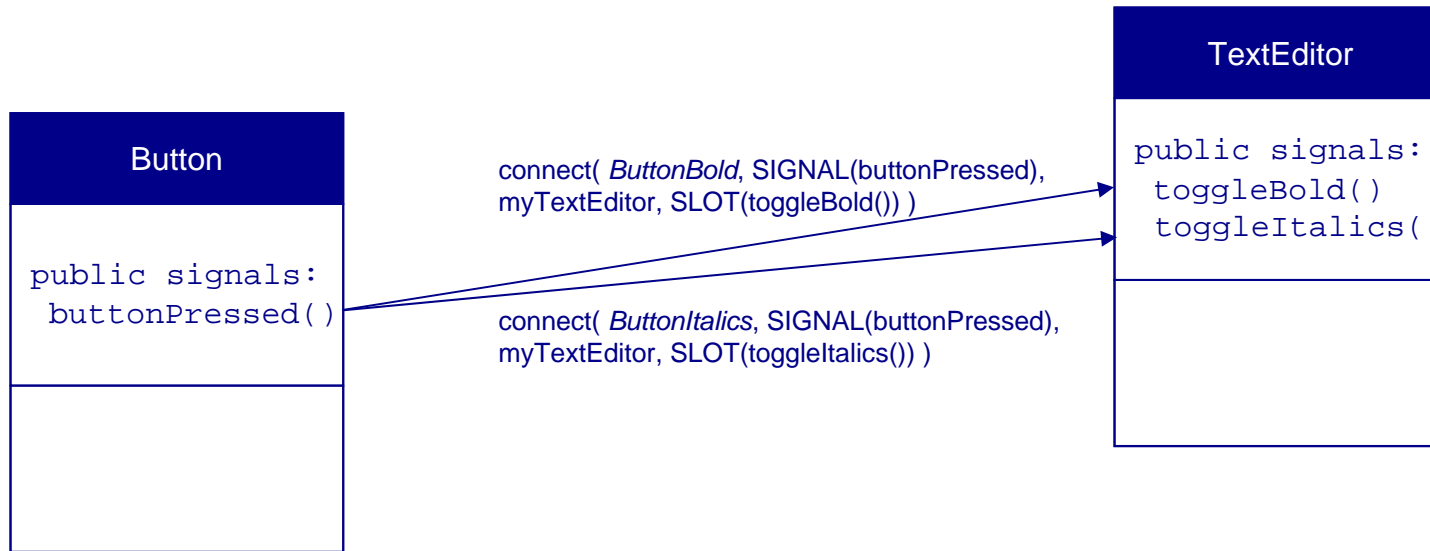 Button
public signals:
buttonPressed()
connect( ButtonBold, SIGNAL(buttonPressed),
myTextEditor, SLOT(toggleBold()) )
connect( ButtonItalics, SIGNAL(buttonPressed),
myTextEditor, SLOT(toggleItalics()) )
TextEditor
public signals:
toggleBold()
toggleItalics(